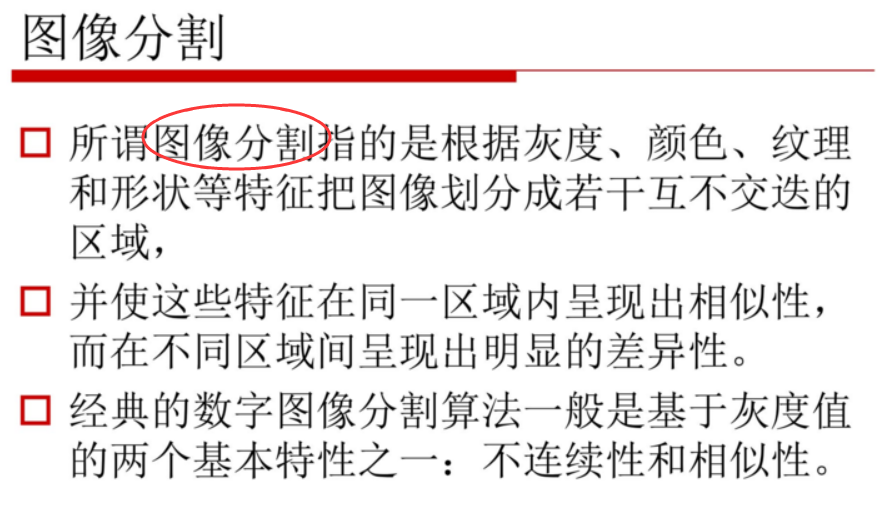 图像分割
所谓图像分割指的是根据灰度、颜色、纹理
和形状等特征把图像划分成若干互不交迭的
区域，
并使这些特征在同一区域内呈现出相似性，
而在不同区域间呈现出明显的差异性。
经典的数字图像分割算法一般是基于灰度值
的两个基本特性之一：不连续性和相似性。